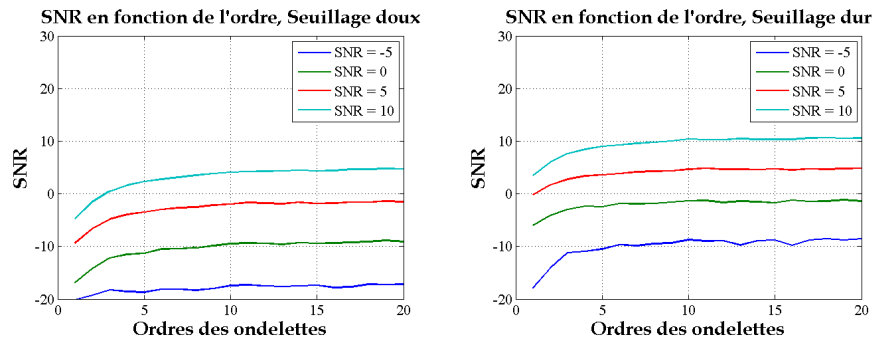 SNR en fonction de l'ordre, Seuillage doux
30
20
10
0
-10
-20
SNR
0
5
10
15
20
Ordres des ondelettes
SNR = -5
SNR = 0
SNR = 5
SNR = 10
SNR en fonction de l'ordre, Seuillage dur
30
20
10
0
-10
-20
SNR
0
5
10
15
20
Ordres des ondelettes
SNR = -5
SNR = 0
SNR = 5
SNR = 10